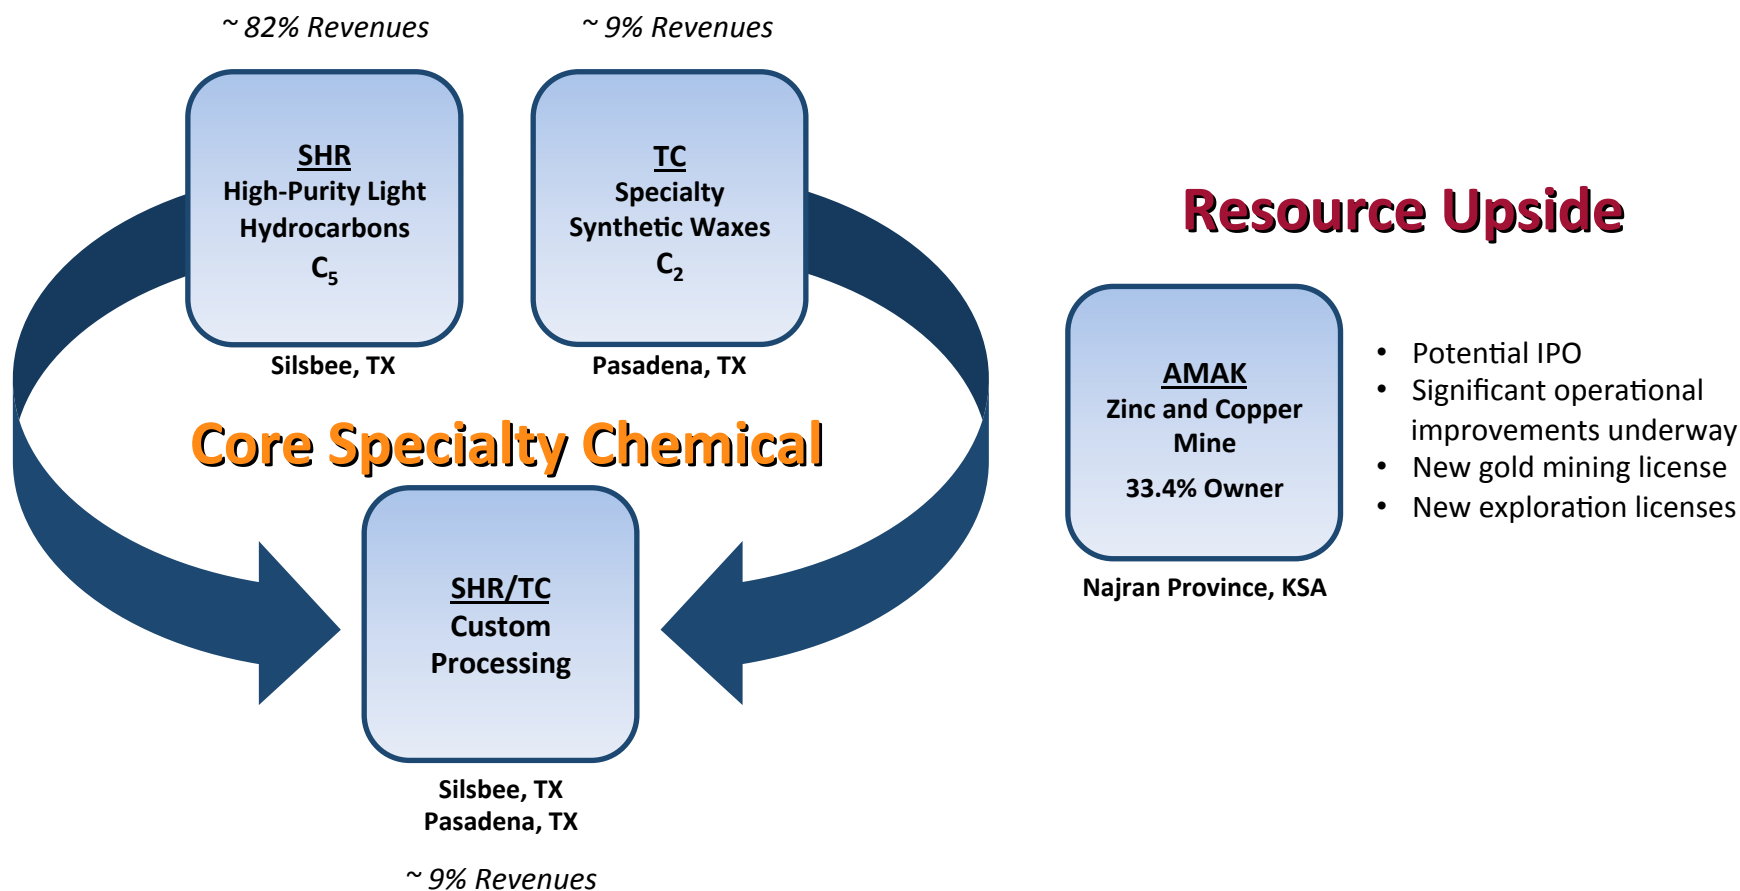 ~ 82% Revenues
~ 9% Revenues
SHR
High-Purity Light
Hydrocarbons
C5
Silsbee, TX
TC
Specialty
Synthetic Waxes
C2
Pasadena, TX
Core Specialty Chemical
SHR/TC
Custom
Processing
Silsbee, TX
Pasadena, TX
~ 9% Revenues
Resource Upside
AMAK
Zinc and Copper
Mine
33.4% Owner
Najran Province, KSA
• Potential IPO
• Significant operational
improvements underway
• New gold mining license
• New exploration licenses